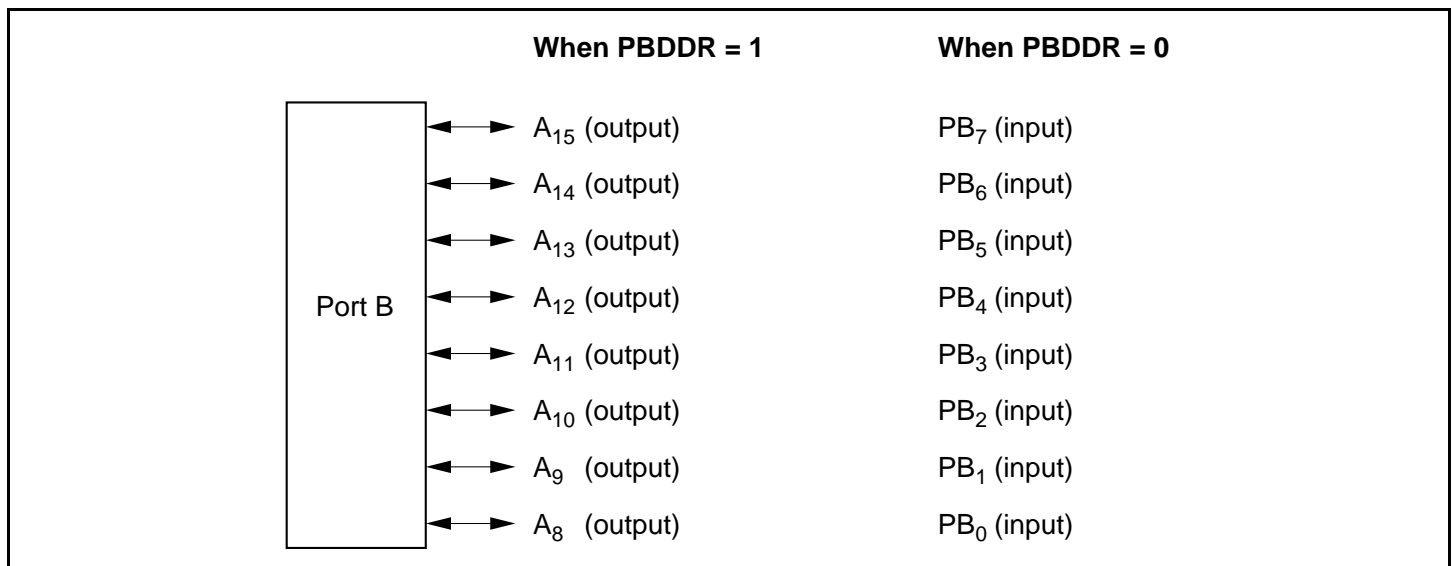 When PBDDR = 1 When PBDDR = 0
A15 (output) PB7 (input)
A14 (output) PB6 (input)
A13 (output) PB5 (input)
Port B A12 (output) PB4 (input)
A11 (output) PB3 (input)
A10 (output) PB2 (input)
A9 (output) PB1 (input)
A8 (output) PB0 (input)